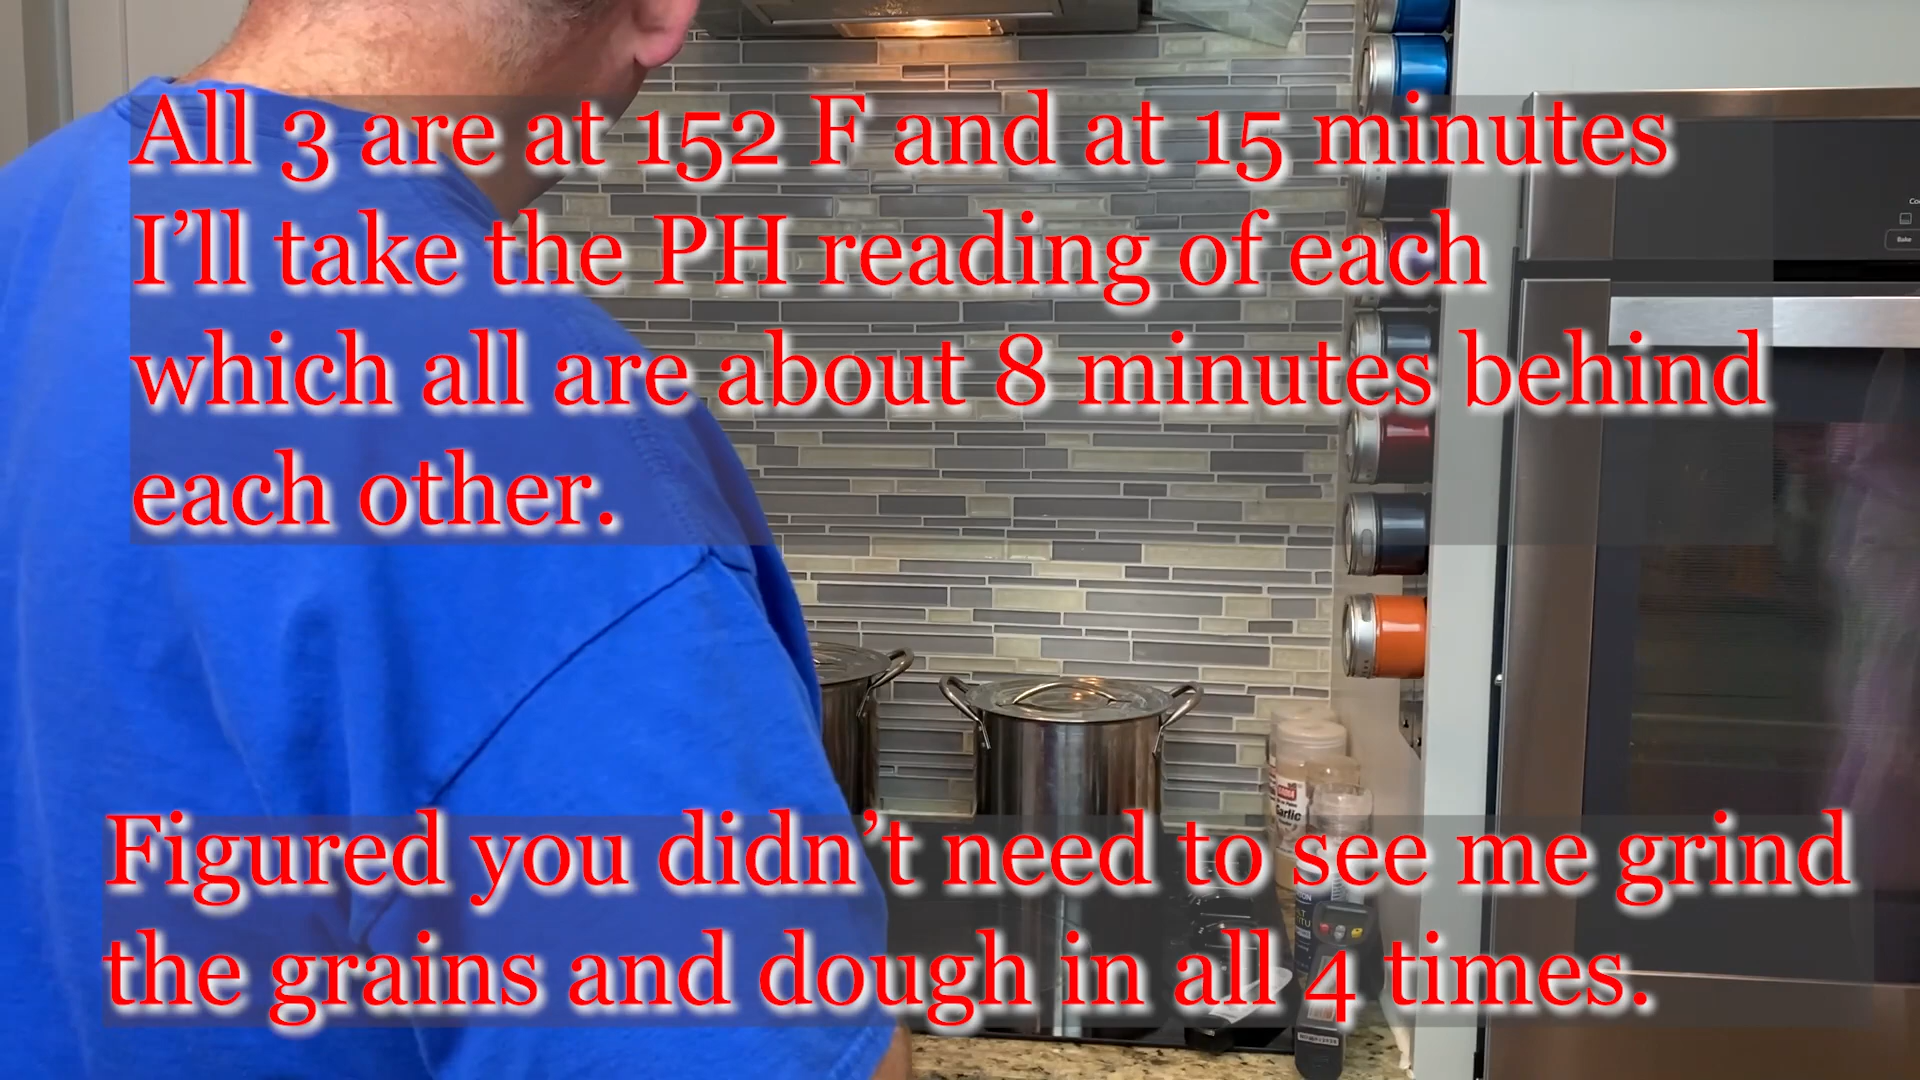 All 3 are at 152 F and at 15 minutes
I’ll take the PH reading of each
which all are about 8 minutes behind
each other.
Bake
Garlic
Figured you didn’t need to see me grind
the grains and dough in all 4 times.